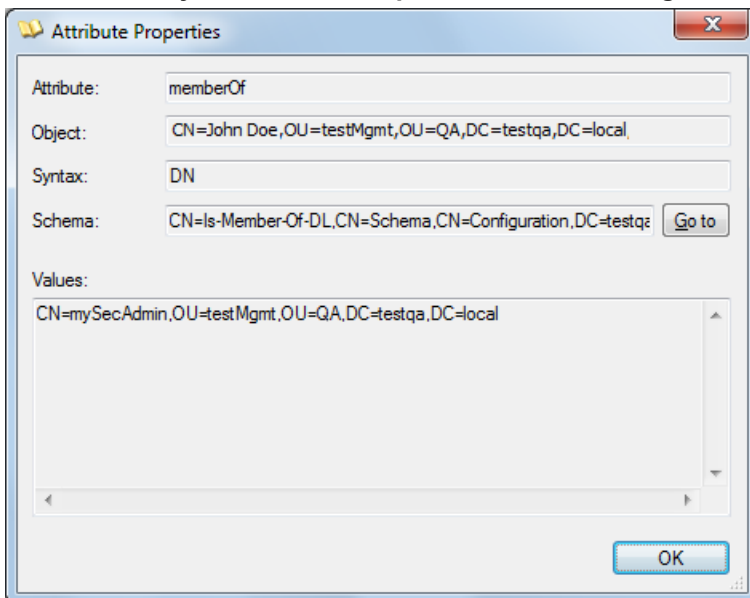 Attribute Properties
Attribute: memberOf
Object: CN=John Doe,OU=testMgmt,OU=QA,DC=testqa,DC=local,
Syntax: DN
Schema: CN=Is-Member-Of-DL,CN=Schema,CN=Configuration,DC=testqa Go to
Values:
CN=mySecAdmin,OU=testMgmt,OU=QA,DC=testqa,DC=local
OK